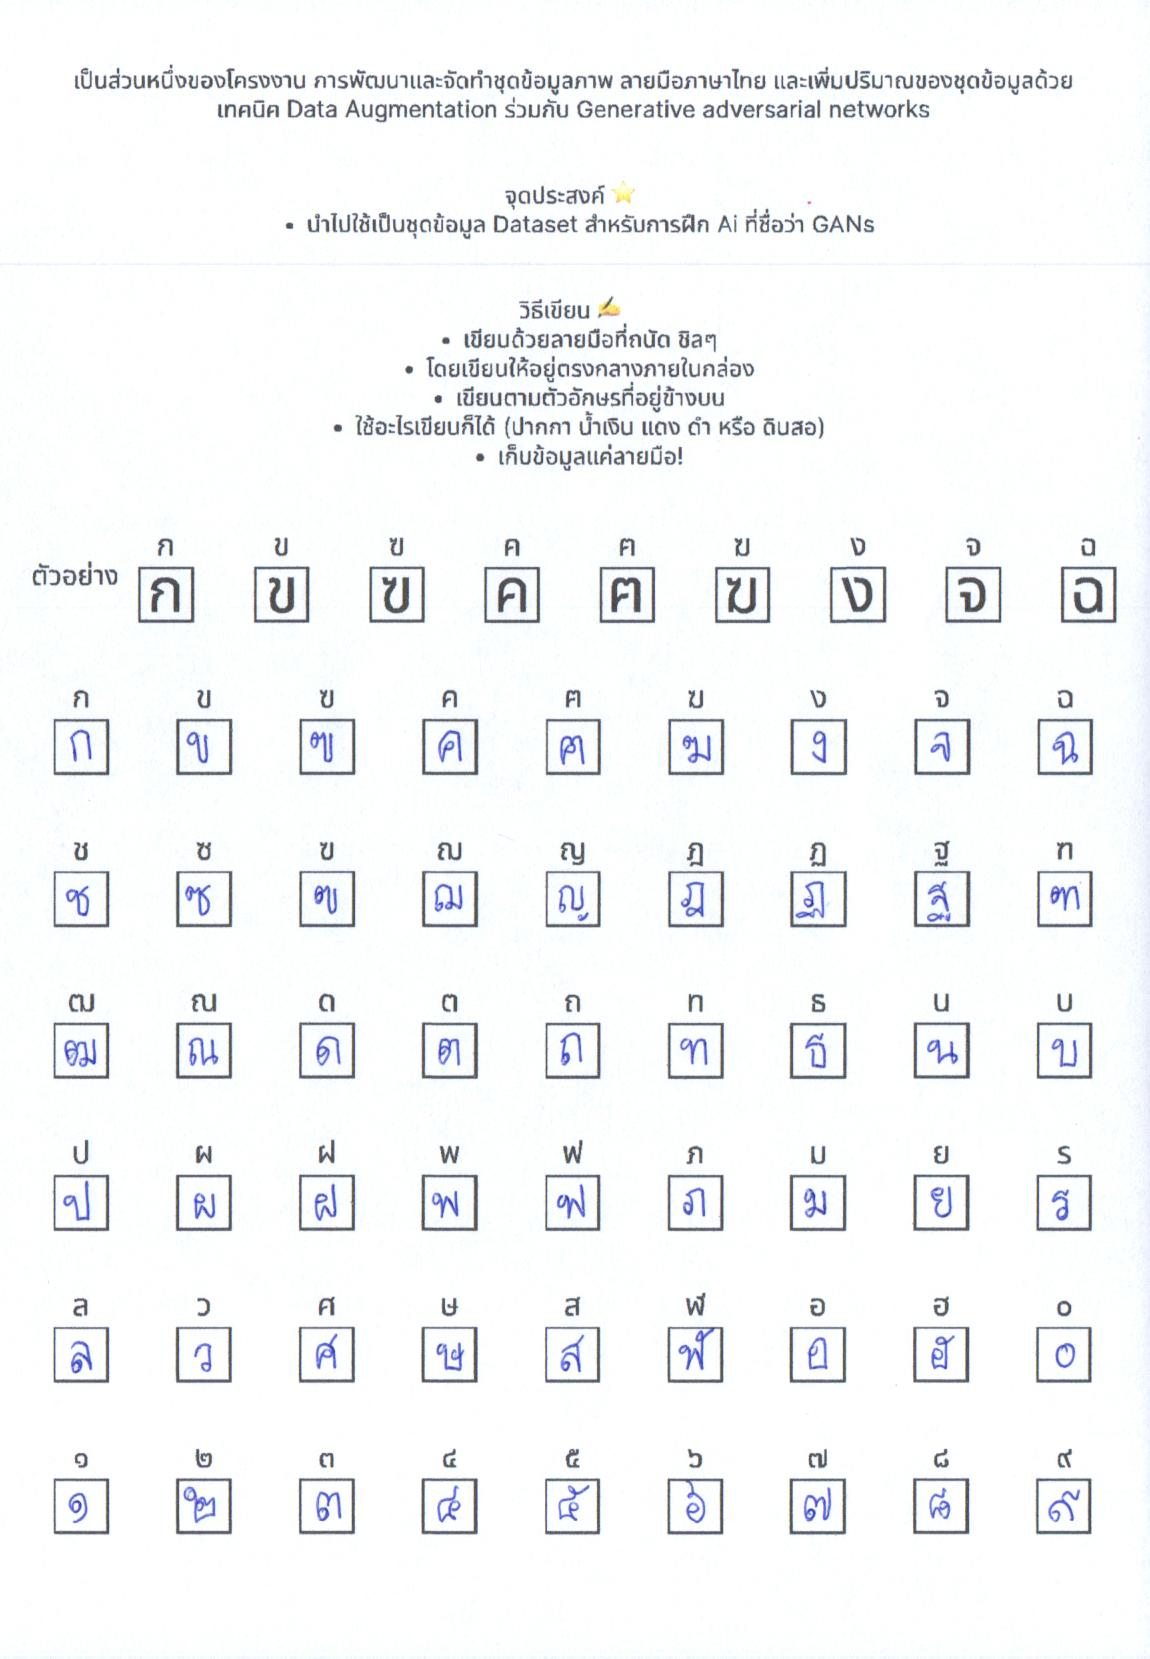 เป็นส่วนหนึ่งของโครงงาน การพัฒนาและจัดทำชุดข้อมูลภาพ ลายมือภาษาไทย และเพิ่มปริมาณของชุดข้อมูลด้วย
เทคนิค Data Augmentation ร่วมกับ Generative adversarial networks
จุดประสงค์ ⭐
• นำไปใช้เป็นชุดข้อมูล Dataset สำหรับการฝึก Ai ที่ชื่อว่า GANs
วิธีเขียน ✍
• เขียนด้วยลายมือที่ถนัด ชิลๆ
• โดยเขียนให้อยู่ตรงกลางภายในกล่อง
• เขียนตามตัวอักษรที่อยู่ข้างบน
• ใช้อะไรเขียนก็ได้ (ปากกา น้ำเงิน แดง ดำ หรือ ดินสอ)
• เก็บข้อมูลแค่ลายมือ!
ก ข ฃ ค ฅ ฆ ง จ ฉ
ตัวอย่าง ก ข ฃ ค ฅ ฆ ง จ ฉ
ก ข ฃ ค ฅ ฆ ง จ ฉ
ก ข ฃ ค ฅ ฆ ง จ ฉ
ช ซ ฃ ฌ ญ ฎ ฏ ฐ ฑ
ช ซ ฃ ฌ ญ ฎ ฏ ฐ ฑ
ฒ ณ ด ต ถ ท ธ น บ
ฒ ณ ด ต ถ ท ธ น บ
ป ผ ฝ พ ฟ ภ ม ย ร
ป ผ ฝ พ ฟ ภ ม ย ร
ล ว ศ ษ ส ฬ อ ฮ ๐
ล ว ศ ษ ส ฬ อ ฮ ๐
๑ ๒ ๓ ๔ ๕ ๖ ๗ ๘ ๙
๑ ๒ ๓ ๔ ๕ ๖ ๗ ๘ ๙